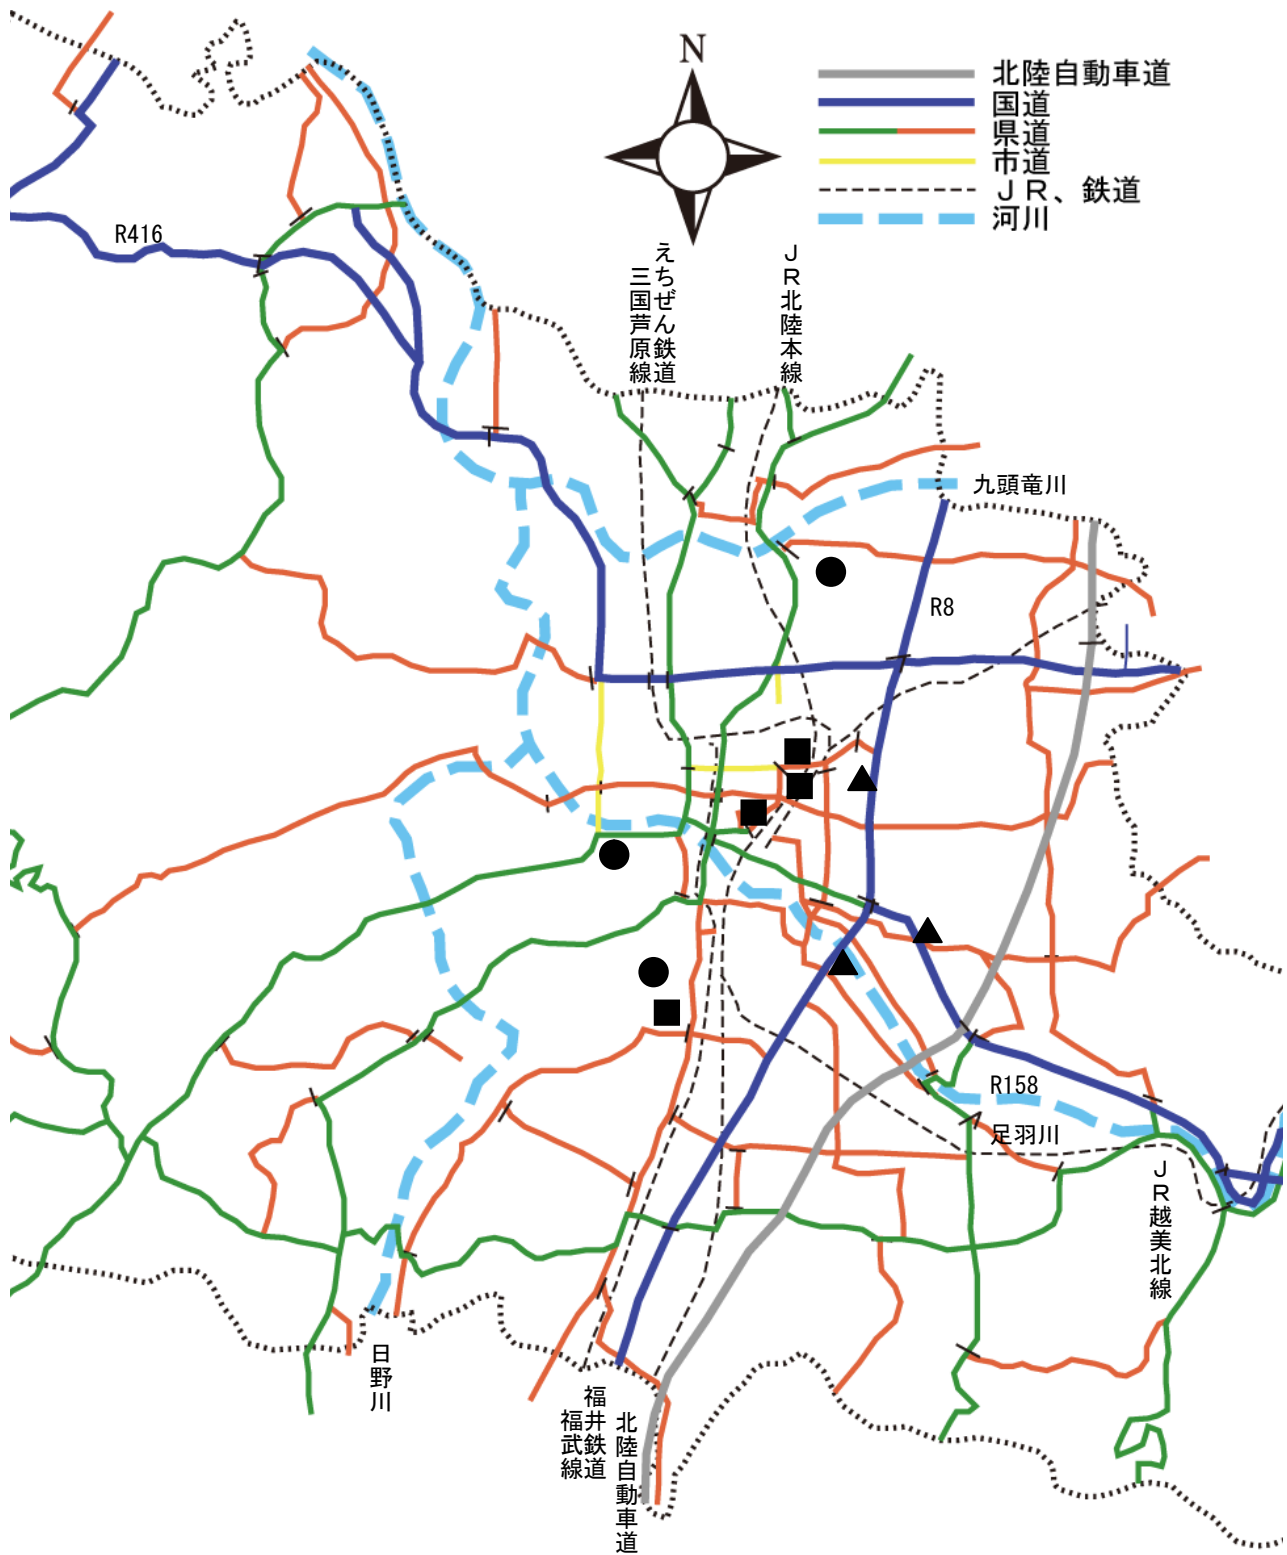 N
北陸自動車道
国道
県道
市道
ＪＲ、鉄道
河川
R416
えちぜん鉄道
三国芦原線
ＪＲ北陸本線
九頭竜川
R8
R158
足羽川
ＪＲ越美北線
日野川
福井鉄道
福武線
北陸自動車道